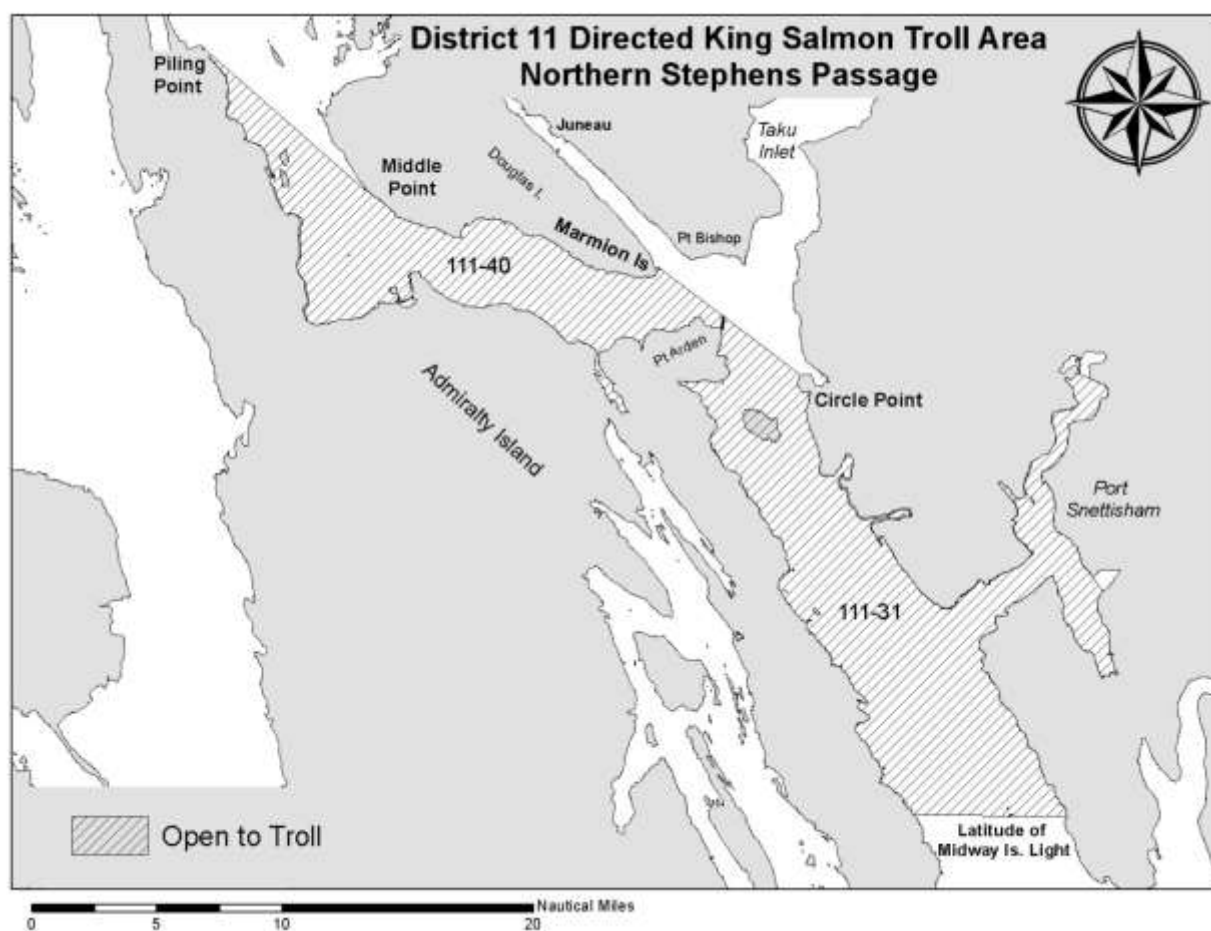 District 11 Directed King Salmon Troll Area
Northern Stephens Passage
Piling
Point
Juneau
Taku
Inlet
Middle
Point
Douglas I.
Marmion Is
Pt Bishop
111-40
Pt Arden
Admiralty Island
Circle Point
Port
Snettisham
111-31
Open to Troll
Latitude of
Midway Is. Light
Nautical Miles
0 5 10 20